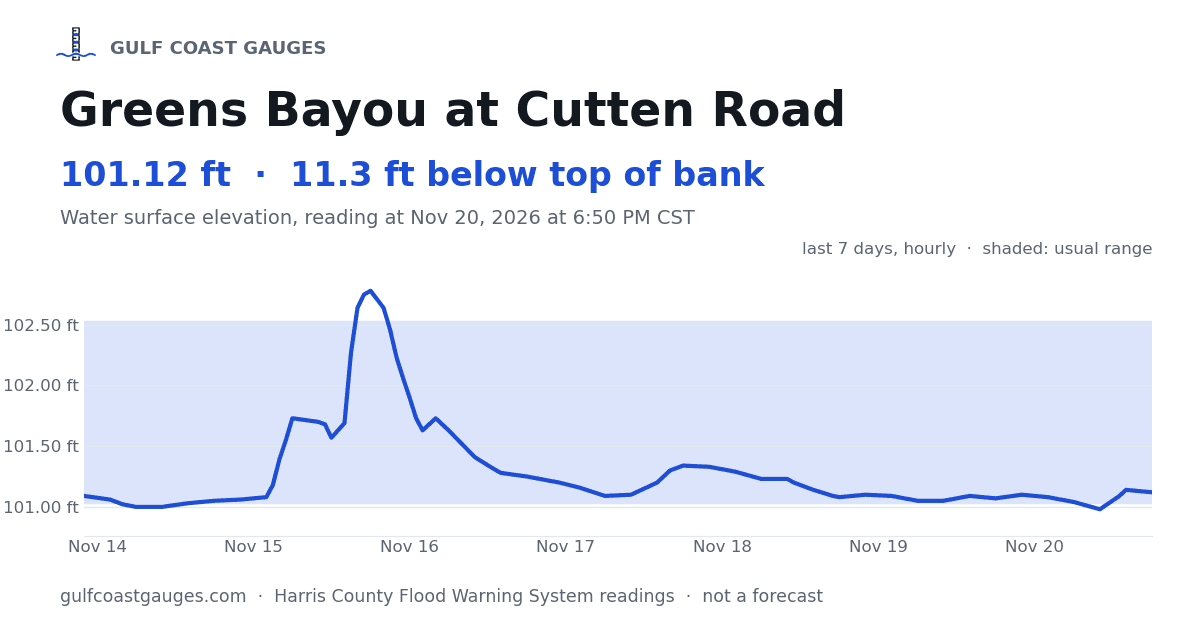 GULF COAST GAUGES
Greens Bayou at Cutten Road
101.12 ft · 11.3 ft below top of bank
Water surface elevation, reading at Nov 20, 2026 at 6:50 PM CST
last 7 days, hourly · shaded: usual range
102.50 ft
102.00 ft
101.50 ft
101.00 ft
Nov 14 Nov 15 Nov 16 Nov 17 Nov 18 Nov 19 Nov 20
gulfcoastgauges.com · Harris County Flood Warning System readings · not a forecast